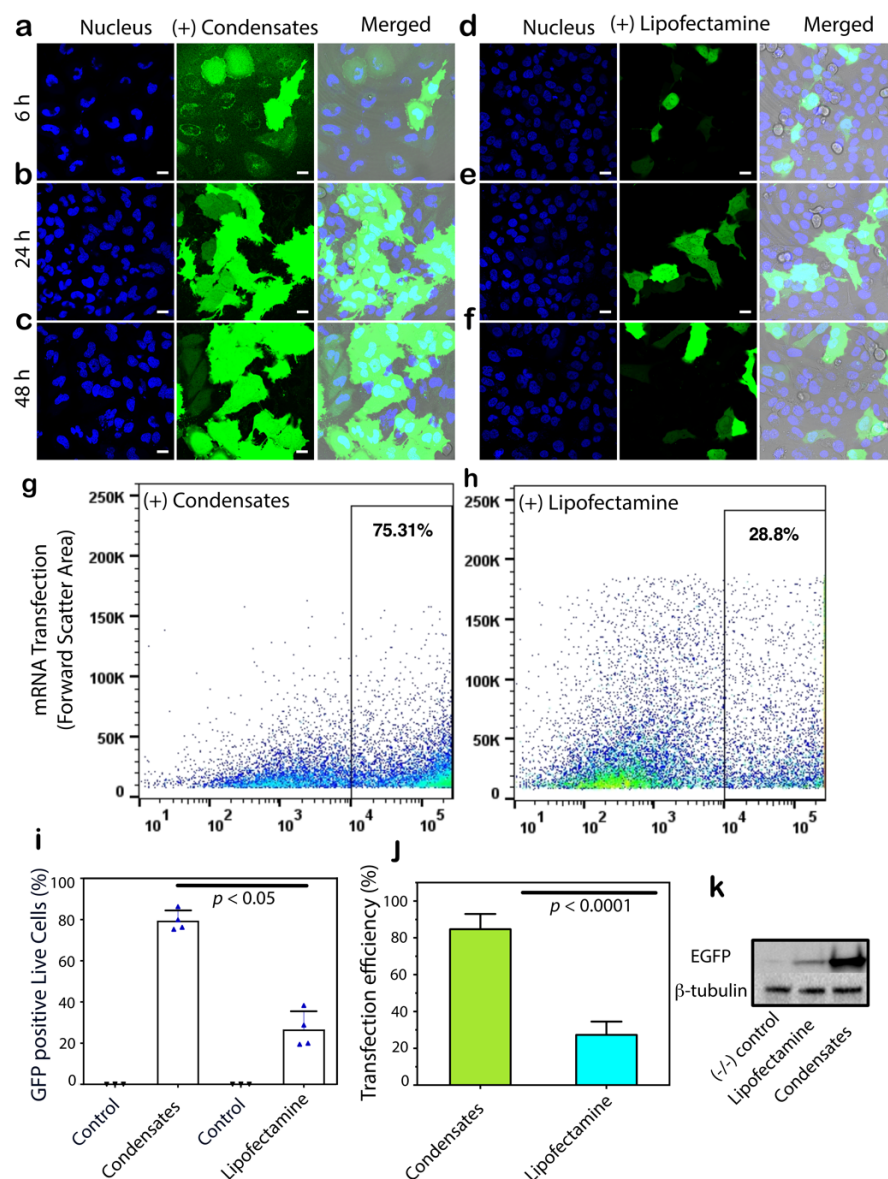 a
Nucleus
(+) Condensates
Merged
d
Nucleus
(+) Lipofectamine
Merged
6 h
b
e
24 h
c
f
48 h
g
(+) Condensates
75.31%
mRNA Transfection
(Forward Scatter Area)
250K
200K
150K
100K
50K
0
10¹
10²
10³
10⁴
10⁵
h
(+) Lipofectamine
28.8%
250K
200K
150K
100K
50K
0
10¹
10²
10³
10⁴
10⁵
i
GFP positive Live Cells (%)
100
80
60
40
20
0
p < 0.05
Control
Condensates
Control
Lipofectamine
j
Transfection efficiency (%)
100
80
60
40
20
0
p < 0.0001
Condensates
Lipofectamine
k
EGFP
β-tubulin
(-/-) control
Lipofectamine
Condensates